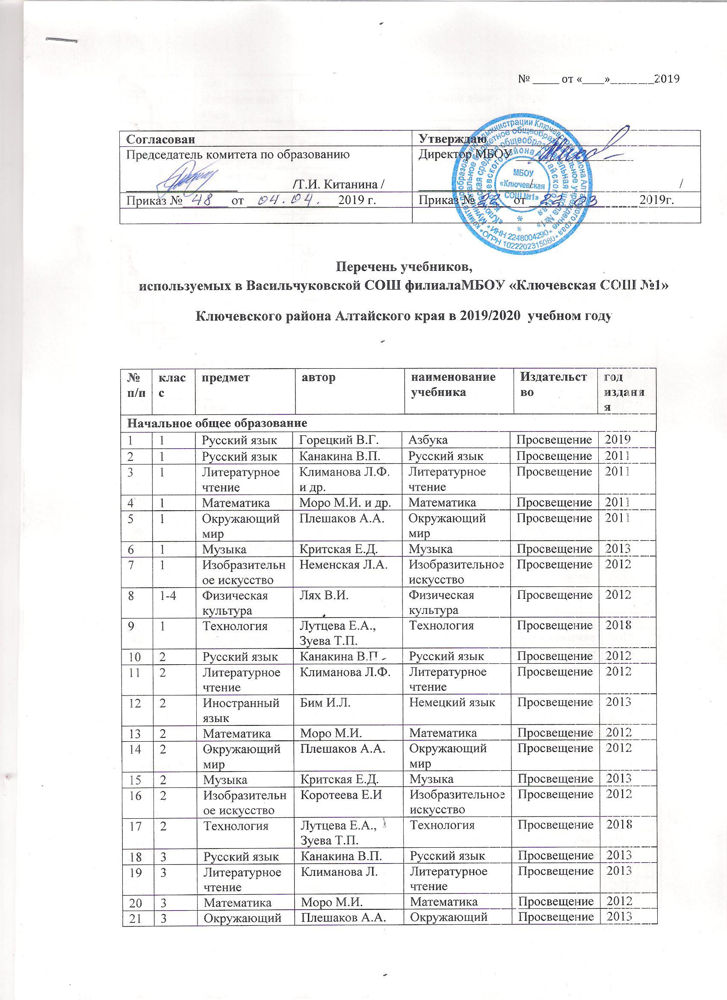 № _____ от «____»________2019
Согласован Утверждаю
Председатель комитета по образованию Директор МБОУ
/Т.И. Китанина / / /
Приказ № 48 от 04.04. 2019 г. Приказ № от 03 2019г.
МБОУ
«Ключевская
СОШ №1»
* ИНН 2248004290 *
* ОГРН 1022202315080 *
Перечень учебников,
используемых в Васильчуковской СОШ филиалаМБОУ «Ключевская СОШ №1»
Ключевского района Алтайского края в 2019/2020 учебном году
№ клас предмет автор наименование Издательст год
п/п с учебника во издани
я
Начальное общее образование
1 1 Русский язык Горецкий В.Г. Азбука Просвещение 2019
2 1 Русский язык Канакина В.П. Русский язык Просвещение 2011
3 1 Литературное Климанова Л.Ф. Литературное Просвещение 2011
чтение и др. чтение
4 1 Математика Моро М.И. и др. Математика Просвещение 2011
5 1 Окружающий Плешаков А.А. Окружающий Просвещение 2011
мир мир
6 1 Музыка Критская Е.Д. Музыка Просвещение 2013
7 1 Изобразительн Неменская Л.А. Изобразительное Просвещение 2012
ое искусство искусство
8 1-4 Физическая Лях В.И. Физическая Просвещение 2012
культура культура
9 1 Технология Лутцева Е.А., Технология Просвещение 2018
Зуева Т.П.
10 2 Русский язык Канакина В.П. Русский язык Просвещение 2012
11 2 Литературное Климанова Л.Ф. Литературное Просвещение 2012
чтение чтение
12 2 Иностранный Бим И.Л. Немецкий язык Просвещение 2013
язык
13 2 Математика Моро М.И. Математика Просвещение 2012
14 2 Окружающий Плешаков А.А. Окружающий Просвещение 2012
мир мир
15 2 Музыка Критская Е.Д. Музыка Просвещение 2013
16 2 Изобразительн Коротеева Е.И Изобразительное Просвещение 2012
ое искусство искусство
17 2 Технология Лутцева Е.А., Технология Просвещение 2018
Зуева Т.П.
18 3 Русский язык Канакина В.П. Русский язык Просвещение 2013
19 3 Литературное Климанова Л. Литературное Просвещение 2013
чтение чтение
20 3 Математика Моро М.И. Математика Просвещение 2012
21 3 Окружающий Плешаков А.А. Окружающий Просвещение 2013